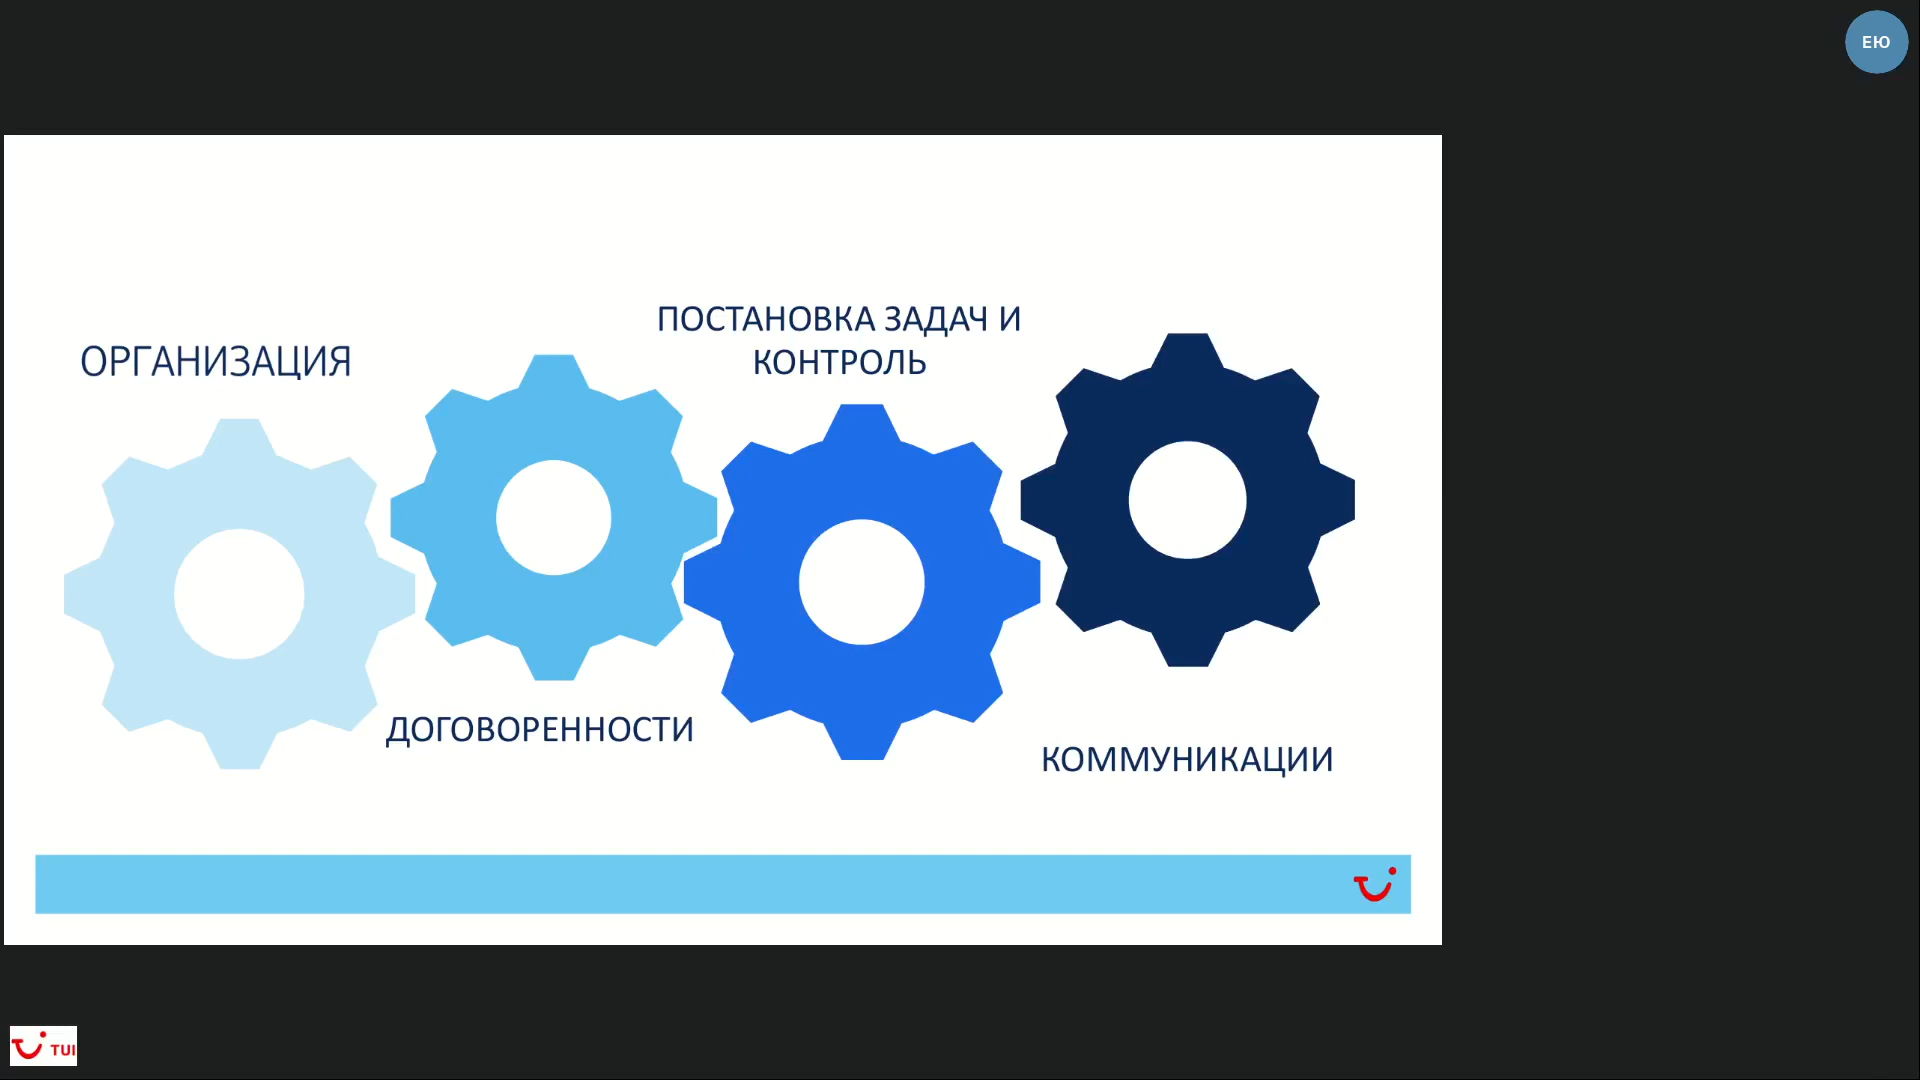 ЕЮ
ПОСТАНОВКА ЗАДАЧ И
КОНТРОЛЬ
ОРГАНИЗАЦИЯ
ДОГОВОРЕННОСТИ
КОММУНИКАЦИИ
TUI